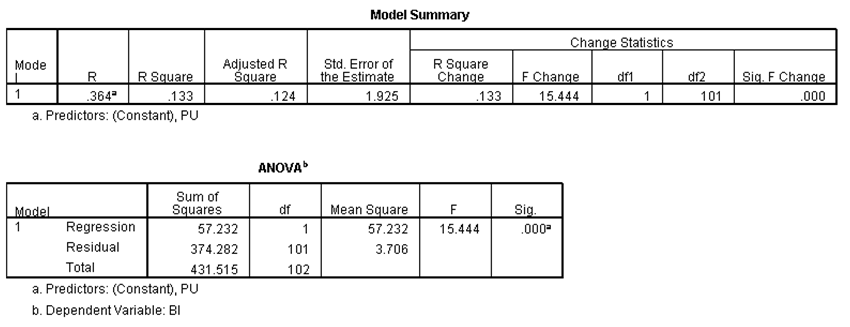 Model Summary
Change Statistics
Mode
l R R Square Adjusted R Square Std. Error of the Estimate R Square Change F Change df1 df2 Sig. F Change
1 .364a .133 .124 1.925 .133 15.444 1 101 .000
a. Predictors: (Constant), PU
ANOVAb
Model Sum of Squares df Mean Square F Sig.
1 Regression 57.232 1 57.232 15.444 .000a
Residual 374.282 101 3.706
Total 431.515 102
a. Predictors: (Constant), PU
b. Dependent Variable: BI